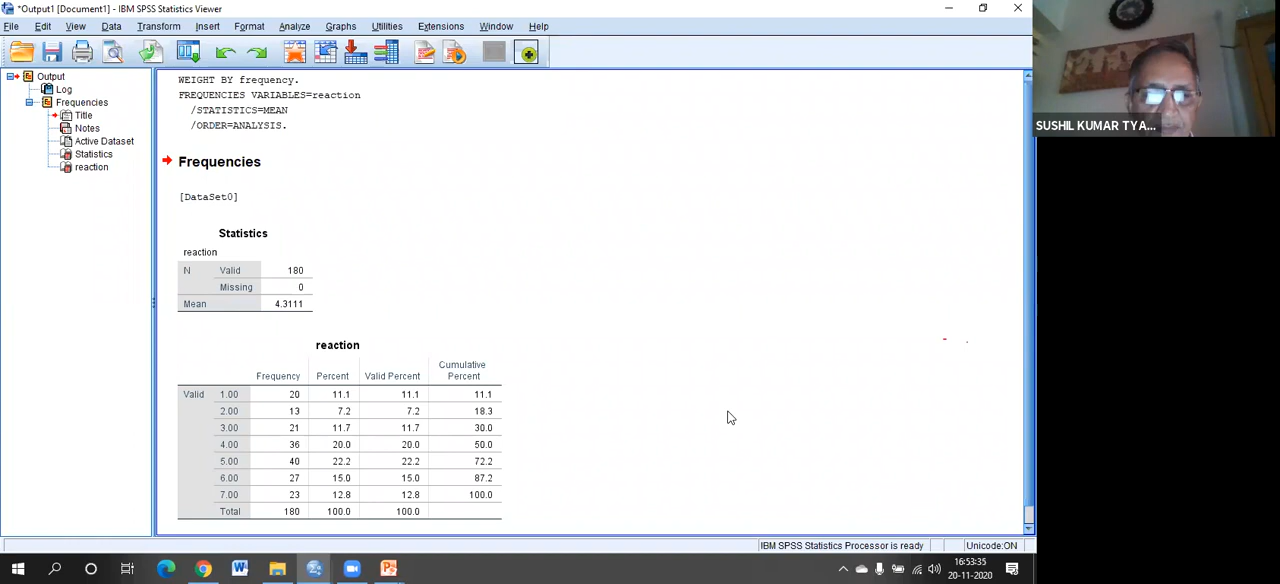 *Output1 [Document1] - IBM SPSS Statistics Viewer
File Edit View Data Transform Insert Format Analyze Graphs Utilities Extensions Window Help
Output
Log
Frequencies
Title
Notes
Active Dataset
Statistics
reaction
WEIGHT BY frequency.
FREQUENCIES VARIABLES=reaction
/STATISTICS=MEAN
/ORDER=ANALYSIS.
Frequencies
[DataSet0]
Statistics
reaction
N Valid 180
Missing 0
Mean 4.3111
reaction
Frequency Percent Valid Percent Cumulative Percent
Valid 1.00 20 11.1 11.1 11.1
2.00 13 7.2 7.2 18.3
3.00 21 11.7 11.7 30.0
4.00 36 20.0 20.0 50.0
5.00 40 22.2 22.2 72.2
6.00 27 15.0 15.0 87.2
7.00 23 12.8 12.8 100.0
Total 180 100.0 100.0
SUSHIL KUMAR TYA...
IBM SPSS Statistics Processor is ready Unicode:ON
16:53:35
20-11-2020